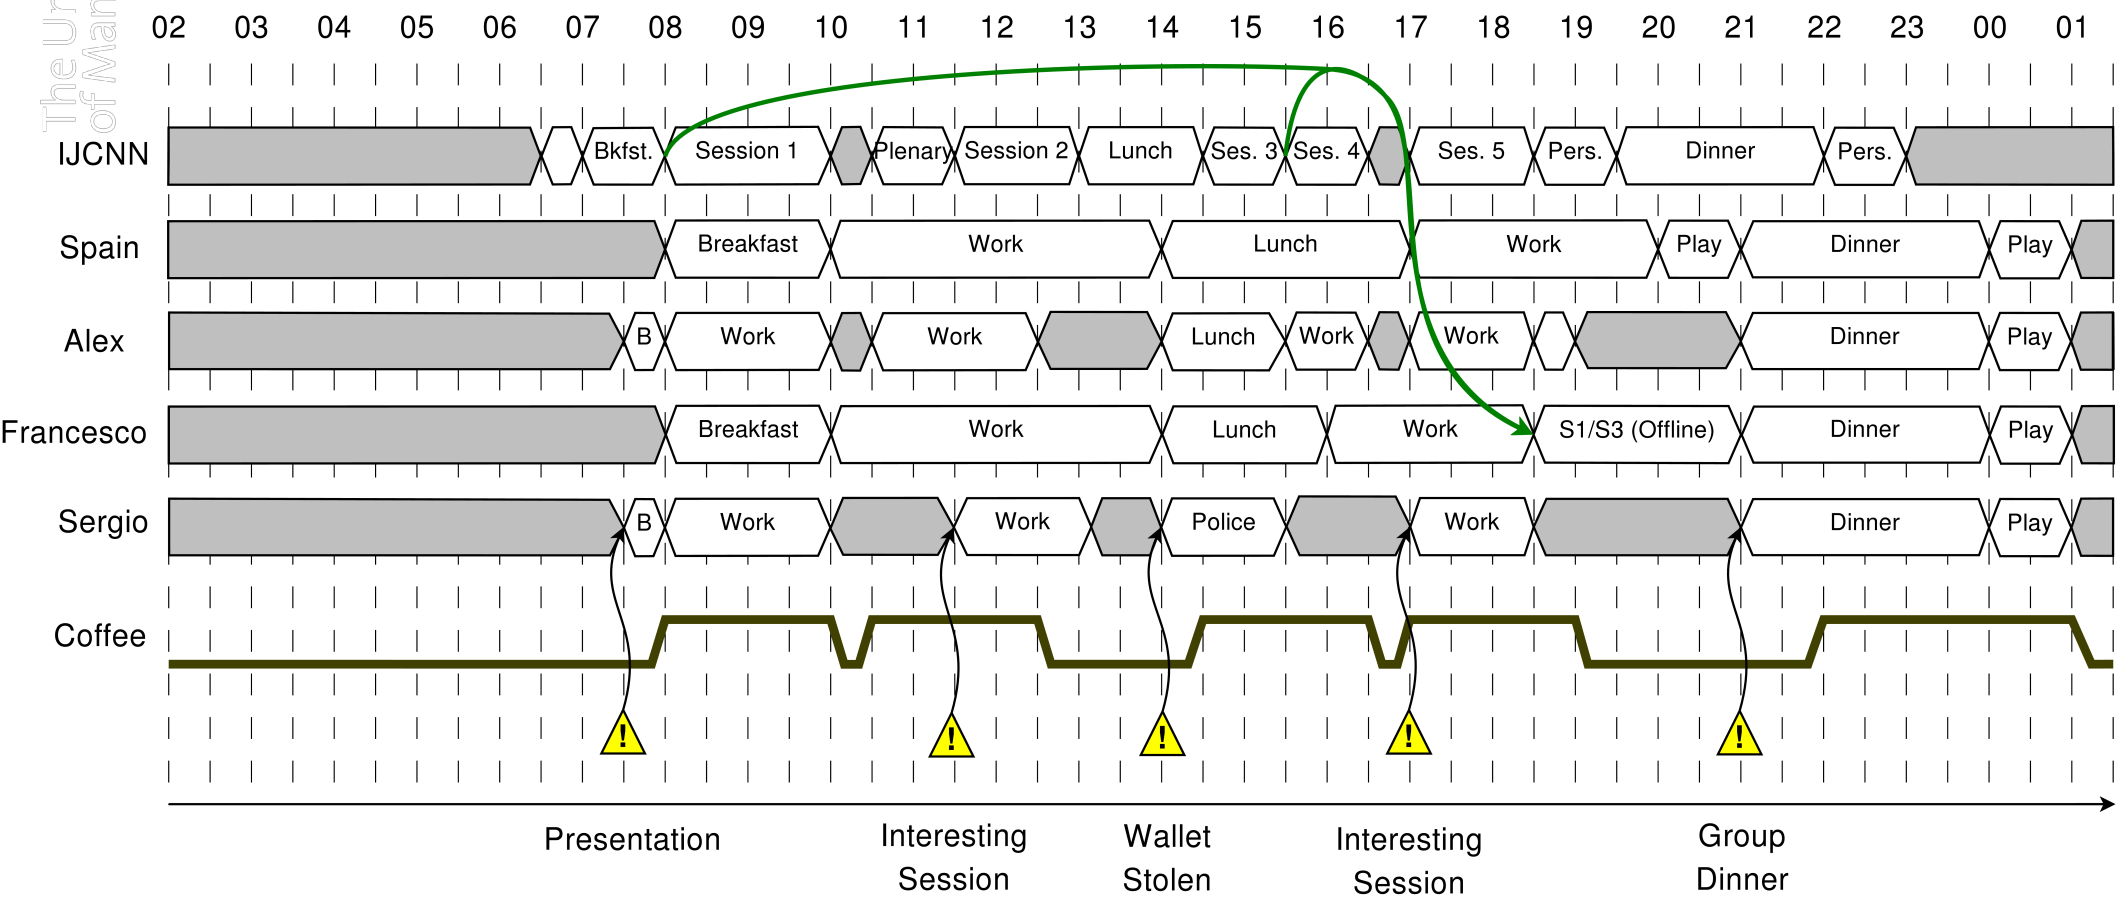 02 03 04 05 06 07 08 09 10 11 12 13 14 15 16 17 18 19 20 21 22 23 00 01
IJCNN Bkfst. Session 1 Plenary Session 2 Lunch Ses. 3 Ses. 4 Ses. 5 Pers. Dinner Pers.
Spain Breakfast Work Lunch Work Play Dinner Play
Alex B Work Work Lunch Work Work Dinner Play
Francesco Breakfast Work Lunch Work S1/S3 (Offline) Dinner Play
Sergio B Work Work Police Work Dinner Play
Coffee
! ! ! ! !
Presentation Interesting Wallet Interesting Group
Session Stolen Session Dinner
The Un
of Man